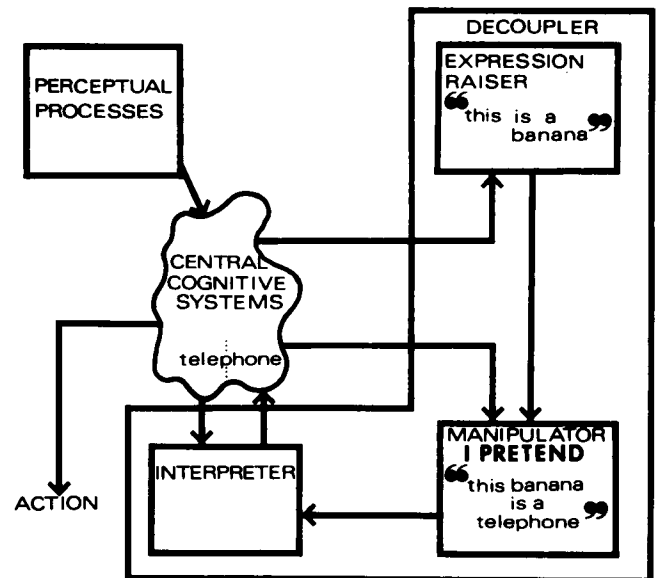 DECOUPLER
PERCEPTUAL
PROCESSES
EXPRESSION
RAISER
“this is a
banana”
CENTRAL
COGNITIVE
SYSTEMS
telephone
MANIPULATOR
I PRETEND
“this banana
is a
telephone”
INTERPRETER
ACTION